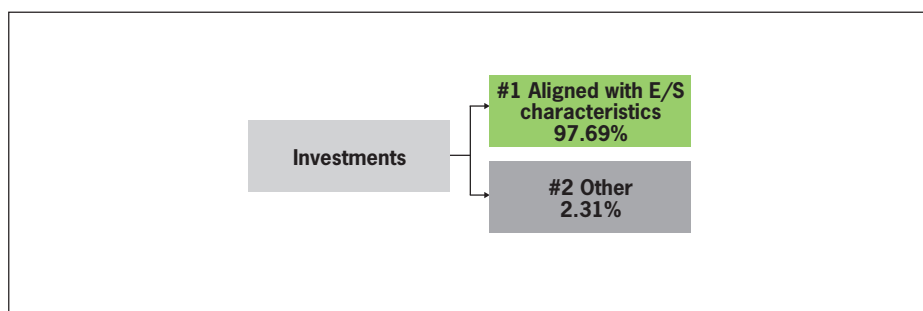 #1 Aligned with E/S
characteristics
97.69%
Investments
#2 Other
2.31%